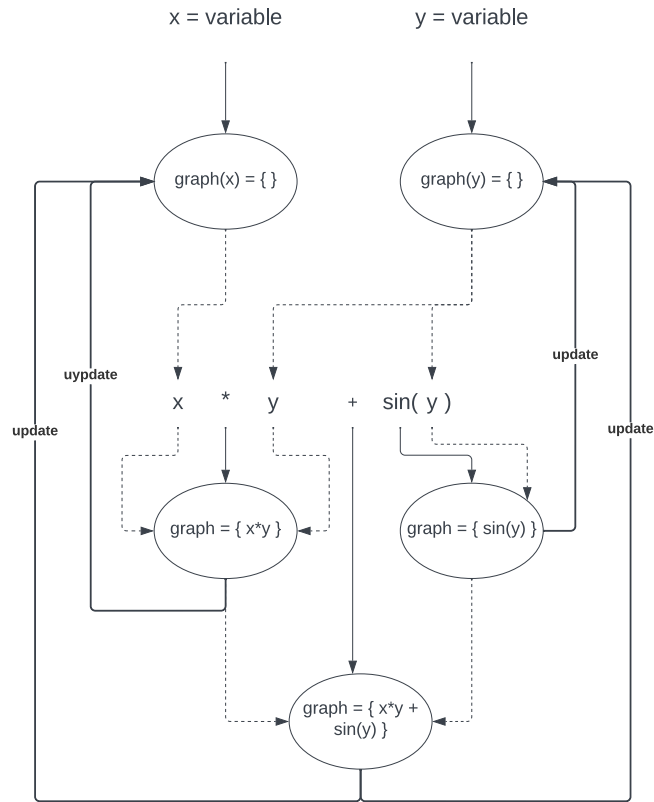 x = variable
y = variable
graph(x) = { }
graph(y) = { }
update
uypdate
update
update
x * y + sin( y )
graph = { x*y }
graph = { sin(y) }
graph = { x*y +
sin(y) }